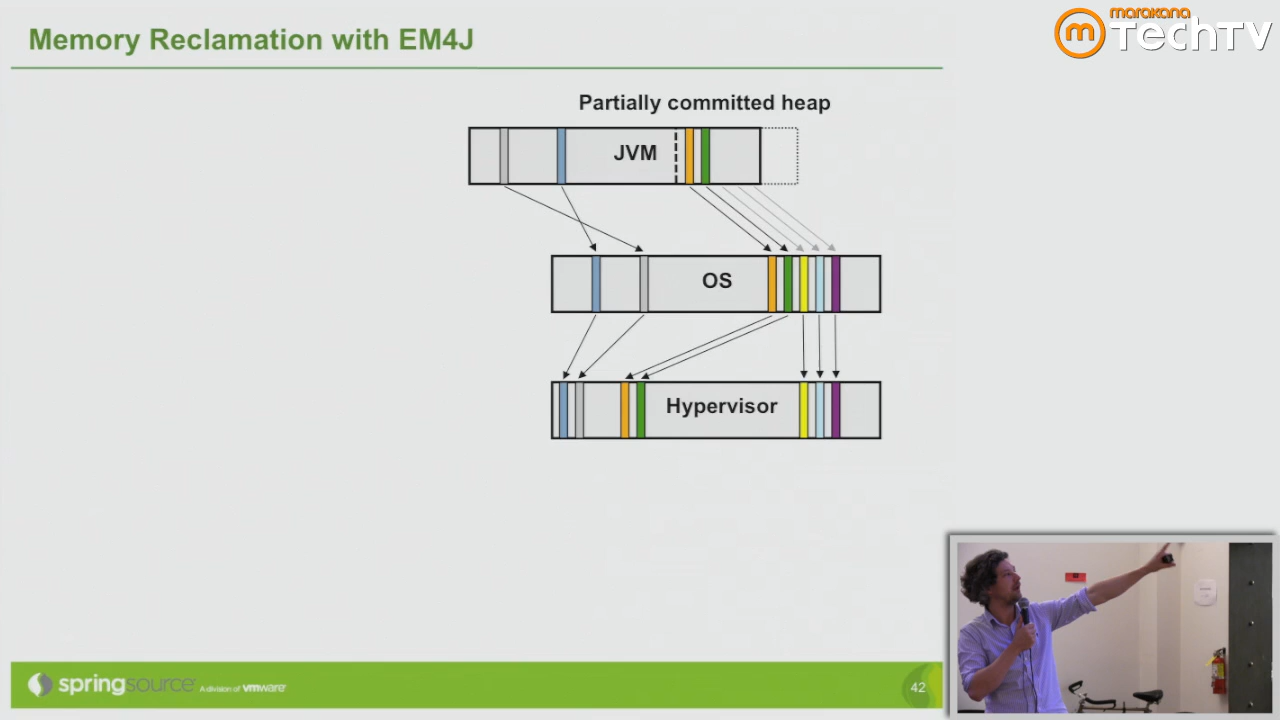 Memory Reclamation with EM4J
marakana
m TechTV
Partially committed heap
JVM
OS
Hypervisor
springsource A division of vmware
42